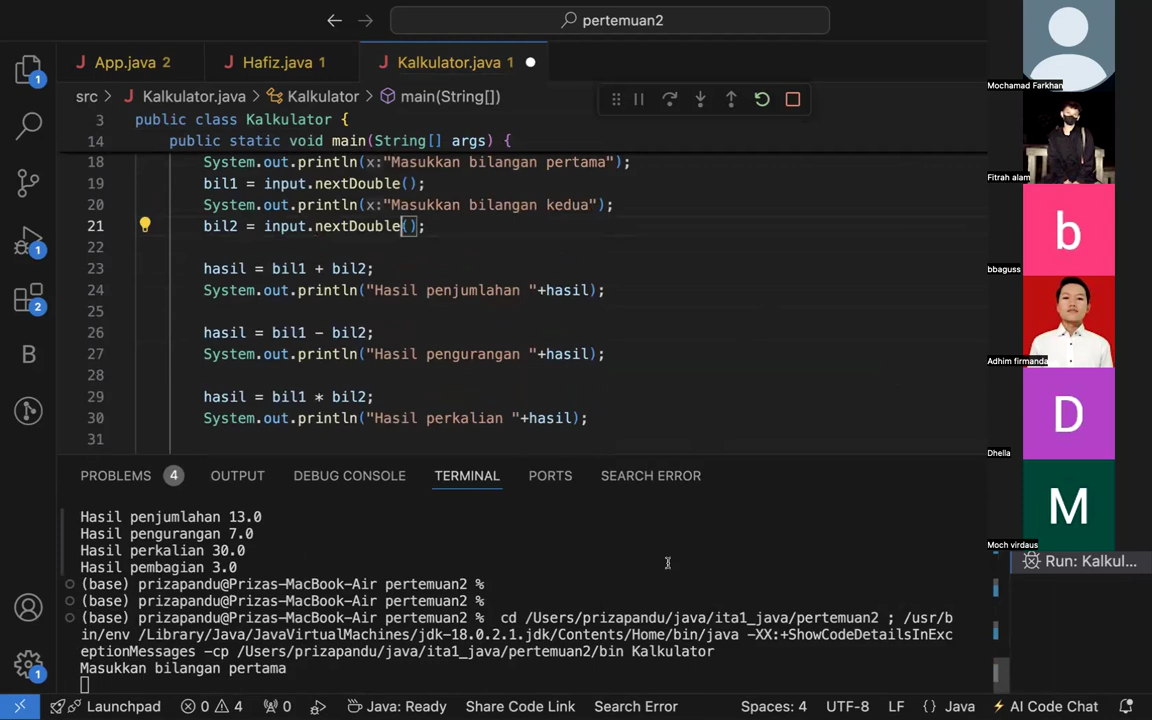 pertemuan2
App.java 2
Hafiz.java 1
Kalkulator.java 1
src > Kalkulator.java > Kalkulator > main(String[])
3 public class Kalkulator {
14 public static void main(String[] args) {
18 System.out.println(x:"Masukkan bilangan pertama");
19 bil1 = input.nextDouble();
20 System.out.println(x:"Masukkan bilangan kedua");
21 bil2 = input.nextDouble();
22
23 hasil = bil1 + bil2;
24 System.out.println("Hasil penjumlahan "+hasil);
25
26 hasil = bil1 - bil2;
27 System.out.println("Hasil pengurangan "+hasil);
28
29 hasil = bil1 * bil2;
30 System.out.println("Hasil perkalian "+hasil);
31
1
1
2
B
1
PROBLEMS 4 OUTPUT DEBUG CONSOLE TERMINAL PORTS SEARCH ERROR
Hasil penjumlahan 13.0
Hasil pengurangan 7.0
Hasil perkalian 30.0
Hasil pembagian 3.0
(base) prizapandu@Prizas-MacBook-Air pertemuan2 %
(base) prizapandu@Prizas-MacBook-Air pertemuan2 %
(base) prizapandu@Prizas-MacBook-Air pertemuan2 % cd /Users/prizapandu/java/ita1_java/pertemuan2 ; /usr/b
in/env /Library/Java/JavaVirtualMachines/jdk-18.0.2.1.jdk/Contents/Home/bin/java -XX:+ShowCodeDetailsInExc
eptionMessages -cp /Users/prizapandu/java/ita1_java/pertemuan2/bin Kalkulator
Masukkan bilangan pertama
Run: Kalkul...
Launchpad 0 4 0 Java: Ready Share Code Link Search Error Spaces: 4 UTF-8 LF {} Java AI Code Chat
Mochamad Farkhan
Fitrah alam
b
bbaguss
Adhim firmanda
D
Dhella
M
Moch virdaus